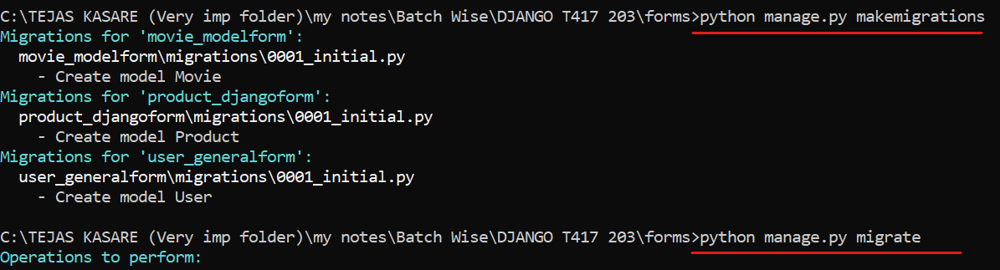 C:\TEJAS KASARE (Very imp folder)\my notes\Batch Wise\DJANGO T417 203\forms>python manage.py makemigrations
Migrations for 'movie_modelform':
  movie_modelform\migrations\0001_initial.py
    - Create model Movie
Migrations for 'product_djangoform':
  product_djangoform\migrations\0001_initial.py
    - Create model Product
Migrations for 'user_generalform':
  user_generalform\migrations\0001_initial.py
    - Create model User
C:\TEJAS KASARE (Very imp folder)\my notes\Batch Wise\DJANGO T417 203\forms>python manage.py migrate
Operations to perform: